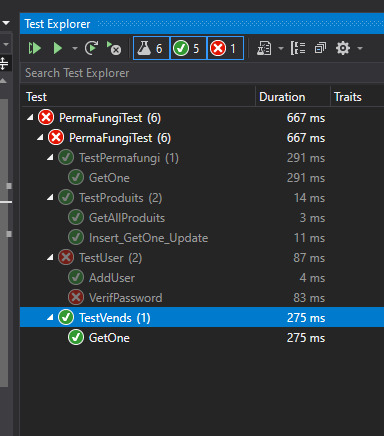 Test Explorer
6 5 1
Search Test Explorer
Test Duration Traits
PermaFungiTest (6) 667 ms
PermaFungiTest (6) 667 ms
TestPermafungi (1) 291 ms
GetOne 291 ms
TestProduits (2) 14 ms
GetAllProduits 3 ms
Insert_GetOne_Update 11 ms
TestUser (2) 87 ms
AddUser 4 ms
VerifPassword 83 ms
TestVends (1) 275 ms
GetOne 275 ms